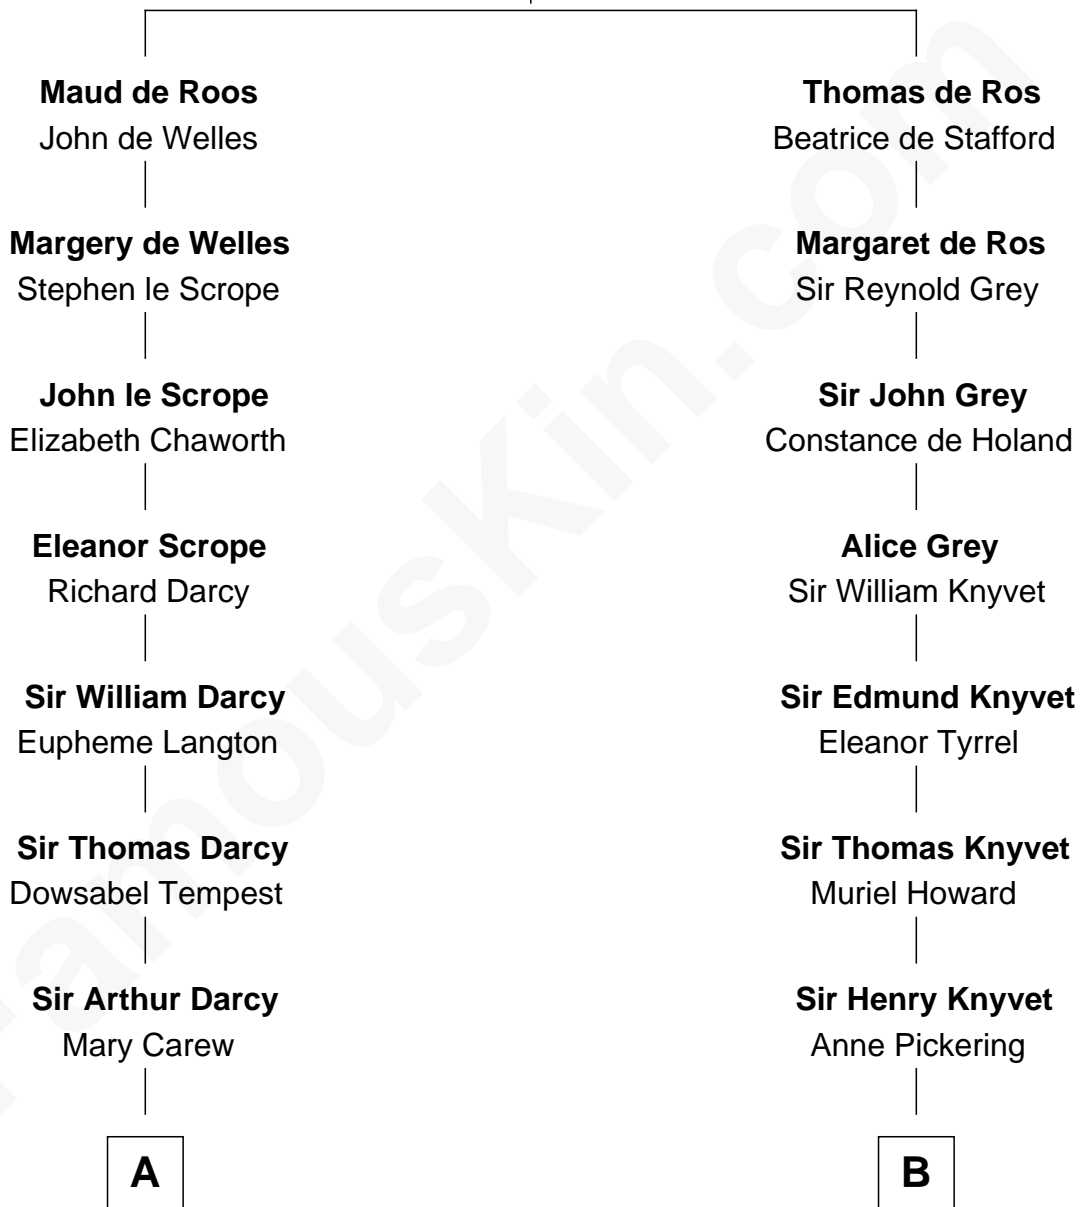 Maud de Roos
John de Welles
Margery de Welles
Stephen le Scrope
John le Scrope
Elizabeth Chaworth
Eleanor Scrope
Richard Darcy
Sir William Darcy
Eupheme Langton
Sir Thomas Darcy
Dowsabel Tempest
Sir Arthur Darcy
Mary Carew
A
Thomas de Ros
Beatrice de Stafford
Margaret de Ros
Sir Reynold Grey
Sir John Grey
Constance de Holand
Alice Grey
Sir William Knyvet
Sir Edmund Knyvet
Eleanor Tyrrel
Sir Thomas Knyvet
Muriel Howard
Sir Henry Knyvet
Anne Pickering
B
FamousKin.com